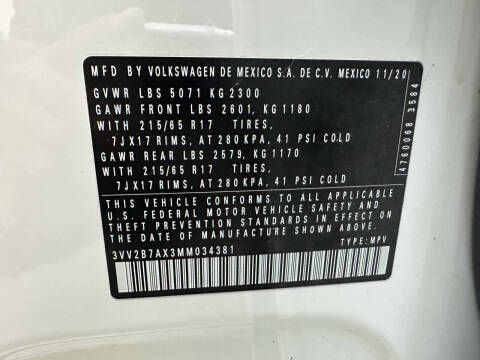 MFD BY VOLKSWAGEN DE MEXICO S.A. DE C.V. MEXICO 11/20
GVWR LBS 5071 KG 2300
GAWR FRONT LBS 2601, KG 1180
WITH 215/65 R17 TIRES,
7JX17 RIMS, AT 280 KPA, 41 PSI COLD
GAWR REAR LBS 2579, KG 1170
WITH 215/65 R17 TIRES,
7JX17 RIMS, AT 280 KPA, 41 PSI COLD
THIS VEHICLE CONFORMS TO ALL APPLICABLE
U.S. FEDERAL MOTOR VEHICLE SAFETY AND
THEFT PREVENTION STANDARDS IN EFFECT ON
THE DATE OF MANUFACTURE SHOWN ABOVE.
3VV2B7AX3MM034381 TYPE: MPV
4760068 3584